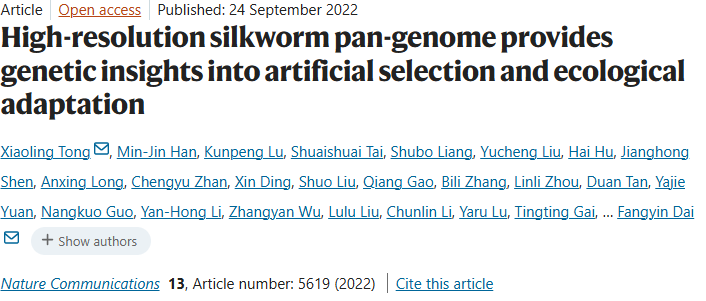 Article | Open access | Published: 24 September 2022
High-resolution silkworm pan-genome provides
genetic insights into artificial selection and ecological
adaptation
Xiaoling Tong, Min-Jin Han, Kunpeng Lu, Shuaishuai Tai, Shubo Liang, Yucheng Liu, Hai Hu, Jianghong
Shen, Anxing Long, Chengyu Zhan, Xin Ding, Shuo Liu, Qiang Gao, Bili Zhang, Linli Zhou, Duan Tan, Yajie
Yuan, Nangkuo Guo, Yan-Hong Li, Zhangyan Wu, Lulu Liu, Chunlin Li, Yaru Lu, Tingting Gai, ... Fangyin Dai
+ Show authors
Nature Communications 13, Article number: 5619 (2022) | Cite this article